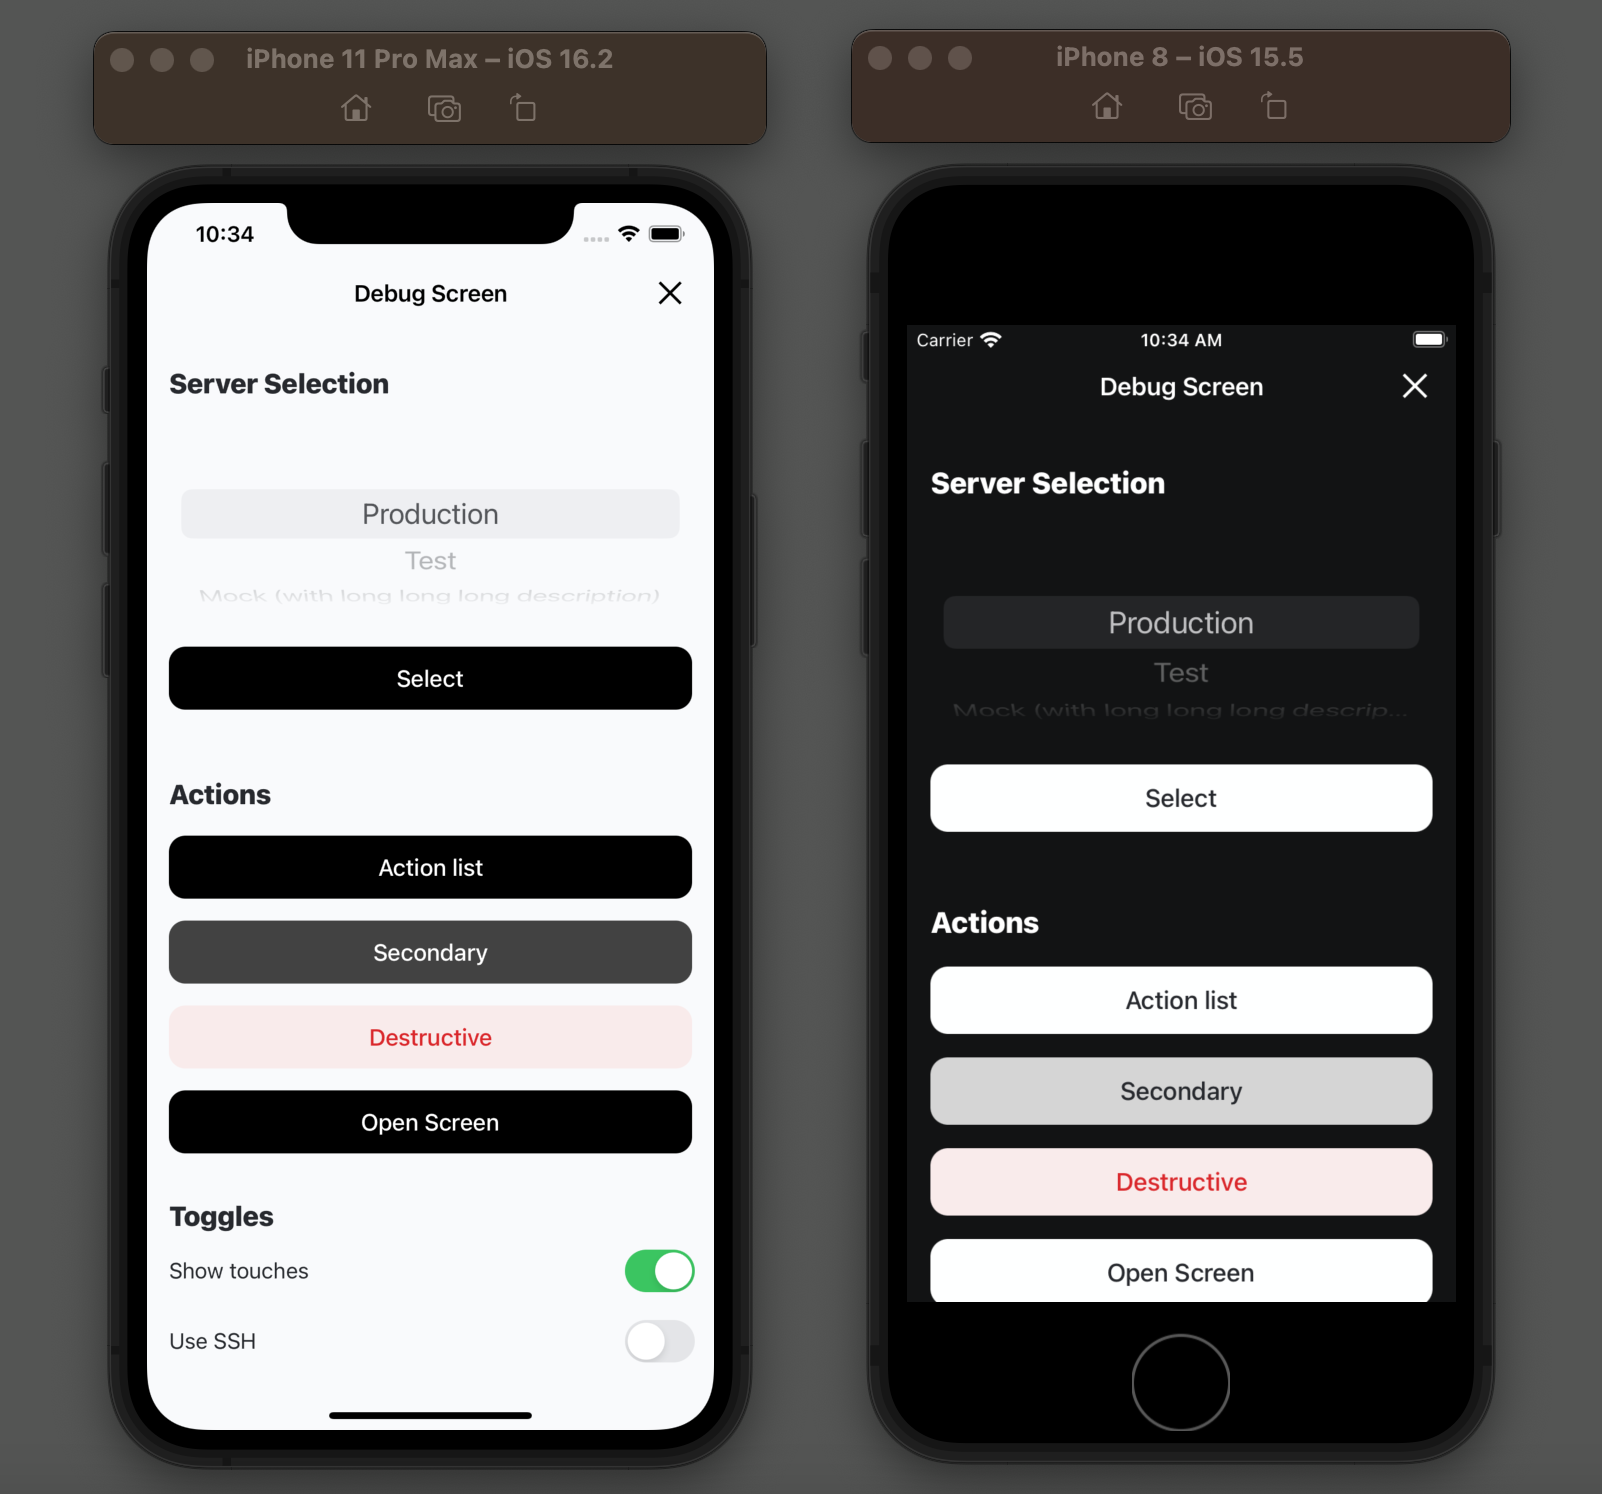 iPhone 11 Pro Max – iOS 16.2
10:34
Debug Screen
Server Selection
Production
Test
Mock (with long long long description)
Select
Actions
Action list
Secondary
Destructive
Open Screen
Toggles
Show touches
Use SSH
iPhone 8 – iOS 15.5
Carrier
10:34 AM
Debug Screen
Server Selection
Production
Test
Mock (with long long long descrip...
Select
Actions
Action list
Secondary
Destructive
Open Screen